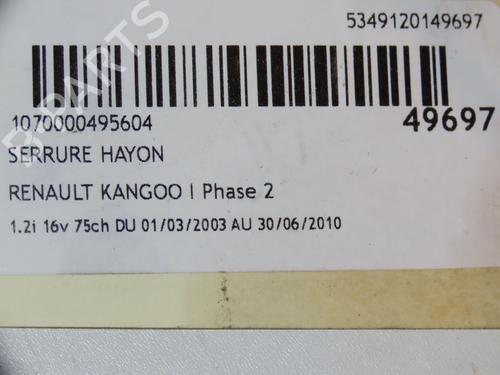 5349120149697
1070000495604
49697
SERRURE HAYON
RENAULT KANGOO I Phase 2
1.2i 16v 75ch DU 01/03/2003 AU 30/06/2010
B-PARTS